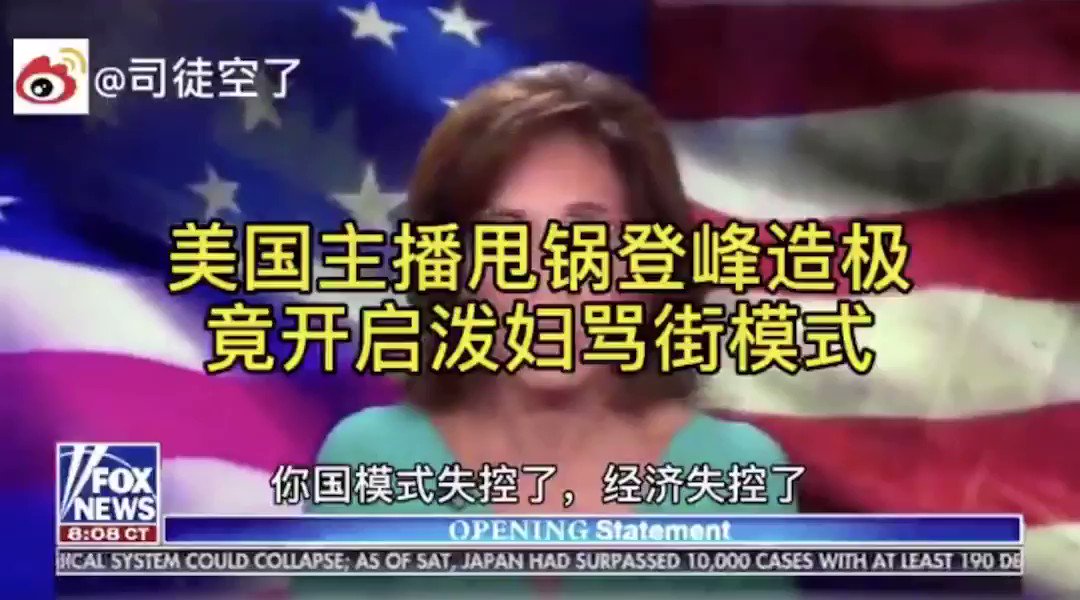 @司徒空了
美国主播甩锅登峰造极
竟开启泼妇骂街模式
你国模式失控了，经济失控了
FOX
NEWS
8:08 CT
OPENING Statement
ICAL SYSTEM COULD COLLAPSE; AS OF SAT, JAPAN HAD SURPASSED 10,000 CASES WITH AT LEAST 190 DE